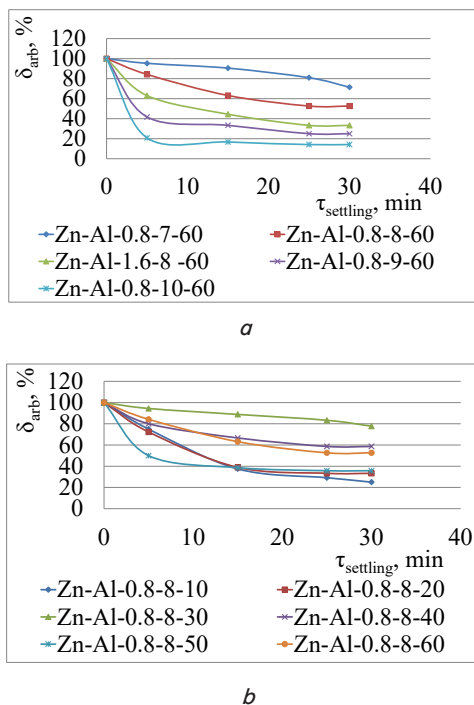 δarb, %
120
100
80
60
40
20
0
0 10 20 30 40
τsettling, min
Zn-Al-0.8-7-60 Zn-Al-0.8-8-60
Zn-Al-1.6-8 -60 Zn-Al-0.8-9-60
Zn-Al-0.8-10-60
a
δarb, %
120
100
80
60
40
20
0
0 10 20 30 40
τsettling, min
Zn-Al-0.8-8-10 Zn-Al-0.8-8-20
Zn-Al-0.8-8-30 Zn-Al-0.8-8-40
Zn-Al-0.8-8-50 Zn-Al-0.8-8-60
b